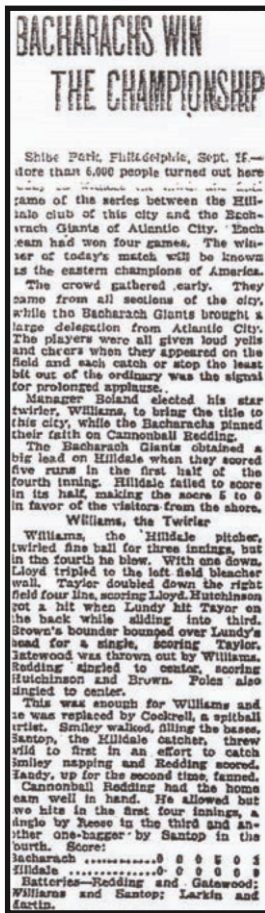 BACHARACHS WIN
THE CHAMPIONSHIP
Shibe Park, Philadelphia, Sept. —
More than 6,000 people turned out here
game of the series between the Hill-
dale club of this city and the Bach-
arach Giants of Atlantic City. Each
team had won four games. The win-
ner of today's match will be known
as the eastern champions of America.
The crowd gathered early. They
came from all sections of the city,
while the Bacharach Giants brought a
large delegation from Atlantic City.
The players were all given loud yells
and cheers when they appeared on the
field and each catch or stop the least
bit out of the ordinary was the signal
for prolonged applause.
Manager Boland elected his star
twirler, Williams, to bring the title to
this city, while the Bacharachs pinned
their faith on Cannonball Redding.
The Bacharach Giants obtained a
big lead on Hilldale when they scored
five runs in the first half of the
fourth inning. Hilldale failed to score
in its half, making the socre 5 to 0
in favor of the visitors from the shore.
Williams, the Twirler
Williams, the Hilldale pitcher,
twirled fine ball for three innings, but
in the fourth he blew. With one down,
Lloyd tripled to the left field bleacher
wall. Taylor doubled down the right
field four line, scoring Lloyd. Hutchinson
got a hit when Lundy hit Tayor on
the back while sliding into third.
Brown's bounder bounced over Lundy's
head for a single, scoring Taylor.
Gatewood was thrown out by Williams.
Redding singled to center, scoring
Hutchinson and Brown. Poles also
singled to center.
This was enough for Williams and
he was replaced by Cockrell, a spitball
artist. Smiley walked, filling the bases.
Santop, the Hilldale catcher, threw
wild to first in an effort to catch
Smiley napping and Redding scored.
Handy, up for the second time, fanned.
Cannonball Redding had the home
team well in hand. He allowed but
two hits in the first four innings, a
single by Reese in the third and an-
other one-bagger by Santop in the
fourth. Score:
Bacharach ............0 0 0 5 0 1
Hilldale ..............0 0 0 0 0 0
Batteries—Redding and Gatewood;
Williams and Santop; Larkin and
Martin.